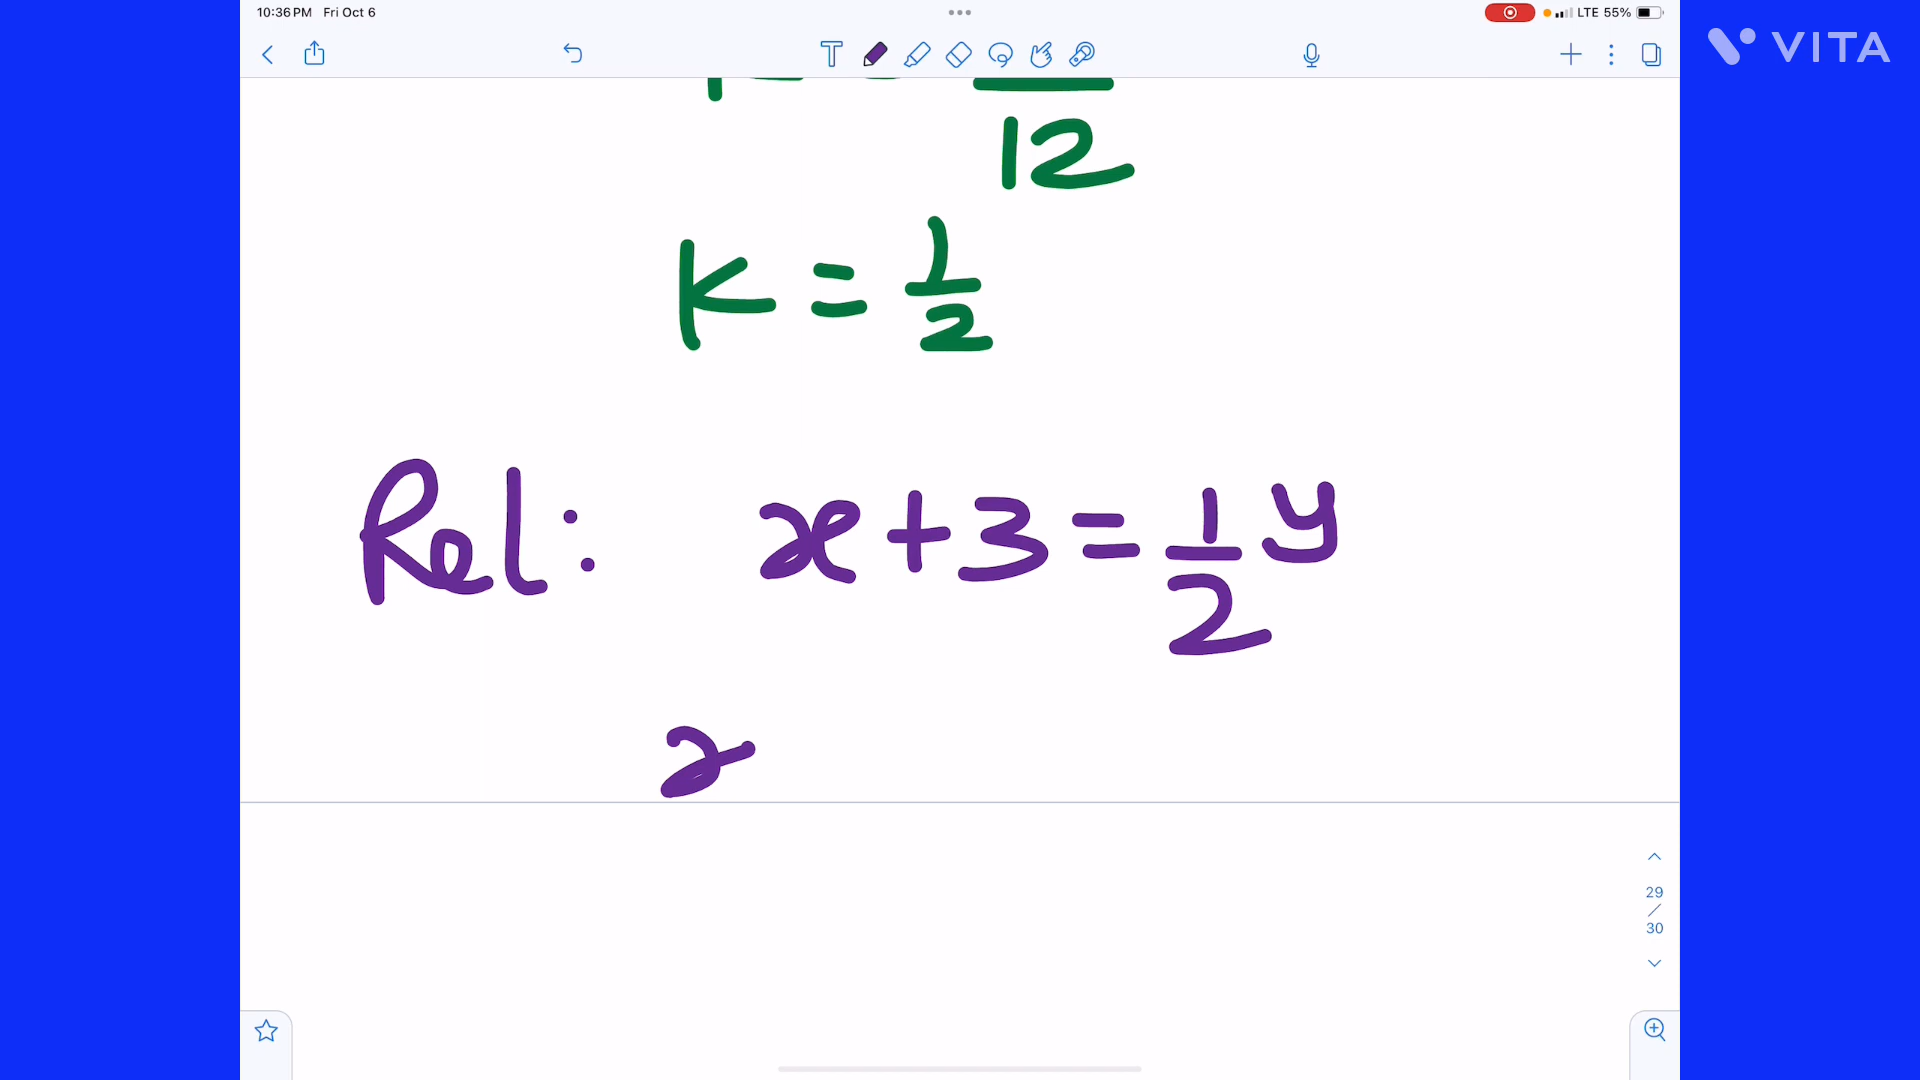 10:36 PM Fri Oct 6
LTE 55%
VITA
T
12
K = 1/2
Rel: x + 3 = 1/2 y
29
/
30